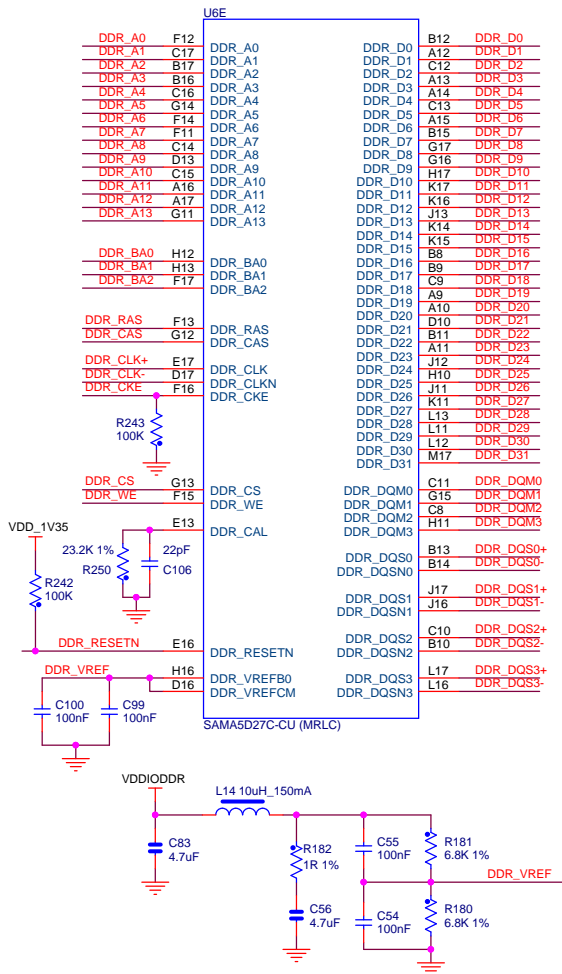 U6E
DDR_A0 F12 DDR_A0 DDR_D0 B12 DDR_D0
DDR_A1 C17 DDR_A1 DDR_D1 A12 DDR_D1
DDR_A2 B17 DDR_A2 DDR_D2 C12 DDR_D2
DDR_A3 B16 DDR_A3 DDR_D3 A13 DDR_D3
DDR_A4 C16 DDR_A4 DDR_D4 A14 DDR_D4
DDR_A5 G14 DDR_A5 DDR_D5 C13 DDR_D5
DDR_A6 F14 DDR_A6 DDR_D6 A15 DDR_D6
DDR_A7 F11 DDR_A7 DDR_D7 B15 DDR_D7
DDR_A8 C14 DDR_A8 DDR_D8 G17 DDR_D8
DDR_A9 D13 DDR_A9 DDR_D9 G16 DDR_D9
DDR_A10 C15 DDR_A10 DDR_D10 H17 DDR_D10
DDR_A11 A16 DDR_A11 DDR_D11 K17 DDR_D11
DDR_A12 A17 DDR_A12 DDR_D12 K16 DDR_D12
DDR_A13 G11 DDR_A13 DDR_D13 J13 DDR_D13
DDR_D14 K14 DDR_D14
DDR_D15 K15 DDR_D15
DDR_BA0 H12 DDR_BA0 DDR_D16 B8 DDR_D16
DDR_BA1 H13 DDR_BA1 DDR_D17 B9 DDR_D17
DDR_BA2 F17 DDR_BA2 DDR_D18 C9 DDR_D18
DDR_D19 A9 DDR_D19
DDR_D20 A10 DDR_D20
DDR_RAS F13 DDR_RAS DDR_D21 D10 DDR_D21
DDR_CAS G12 DDR_CAS DDR_D22 B11 DDR_D22
DDR_D23 A11 DDR_D23
DDR_CLK+ E17 DDR_CLK DDR_D24 J12 DDR_D24
DDR_CLK- D17 DDR_CLKN DDR_D25 H10 DDR_D25
DDR_CKE F16 DDR_CKE DDR_D26 J11 DDR_D26
DDR_D27 K11 DDR_D27
R243 DDR_D28 L13 DDR_D28
100K DDR_D29 L11 DDR_D29
DDR_D30 L12 DDR_D30
DDR_D31 M17 DDR_D31
DDR_CS G13 DDR_CS DDR_DQM0 C11 DDR_DQM0
DDR_WE F15 DDR_WE DDR_DQM1 G15 DDR_DQM1
DDR_DQM2 C8 DDR_DQM2
VDD_1V35 E13 DDR_CAL DDR_DQM3 H11 DDR_DQM3
23.2K 1% 22pF DDR_DQS0 B13 DDR_DQS0+
R250 C106 DDR_DQSN0 B14 DDR_DQS0-
R242
100K DDR_DQS1 J17 DDR_DQS1+
DDR_DQSN1 J16 DDR_DQS1-
DDR_DQS2 C10 DDR_DQS2+
DDR_RESETN E16 DDR_RESETN DDR_DQSN2 B10 DDR_DQS2-
DDR_VREF H16 DDR_VREFB0 DDR_DQS3 L17 DDR_DQS3+
D16 DDR_VREFCM DDR_DQSN3 L16 DDR_DQS3-
C100 C99
100nF 100nF
SAMA5D27C-CU (MRLC)
VDDIODDR
L14 10uH_150mA
C83 R182 C55 R181
4.7uF 1R 1% 100nF 6.8K 1%
DDR_VREF
C56 C54 R180
4.7uF 100nF 6.8K 1%